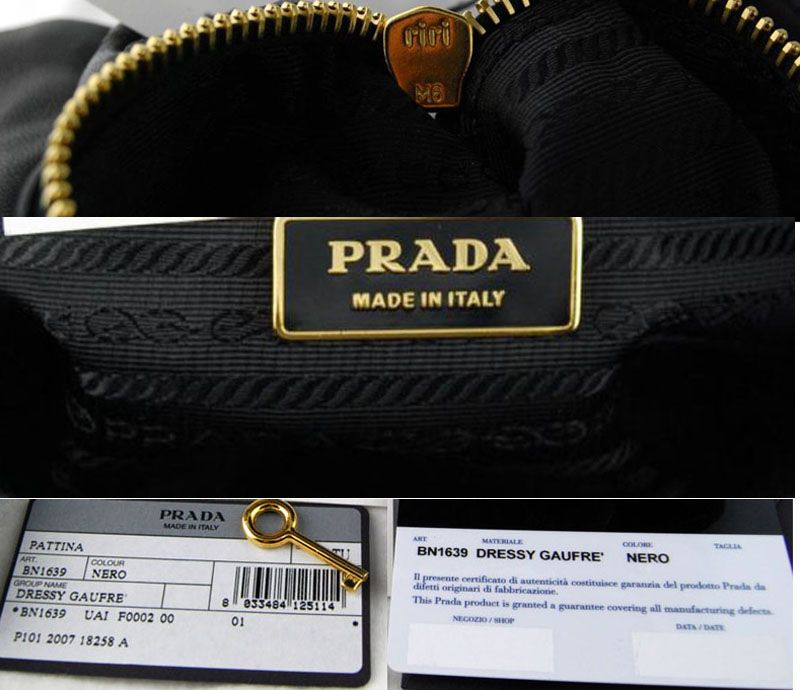 riri
M8
PRADA
MADE IN ITALY
PRADA
MADE IN ITALY
PATTINA
TU
ART.
COLOUR
BN1639
NERO
GROUP NAME
DRESSY GAUFRE'
*BN1639 UAI F0002 00 01 *
8 033484 125114
P101 2007 18258 A
ART. MATERIALE COLORE TAGLIA
BN1639 DRESSY GAUFRE' NERO
Il presente certificato di autenticità costituisce garanzia del prodotto Prada da
difetti originari di fabbricazione.
This Prada product is granted a guarantee covering all manufacturing defects.
NEGOZIO / SHOP
DATA / DATE